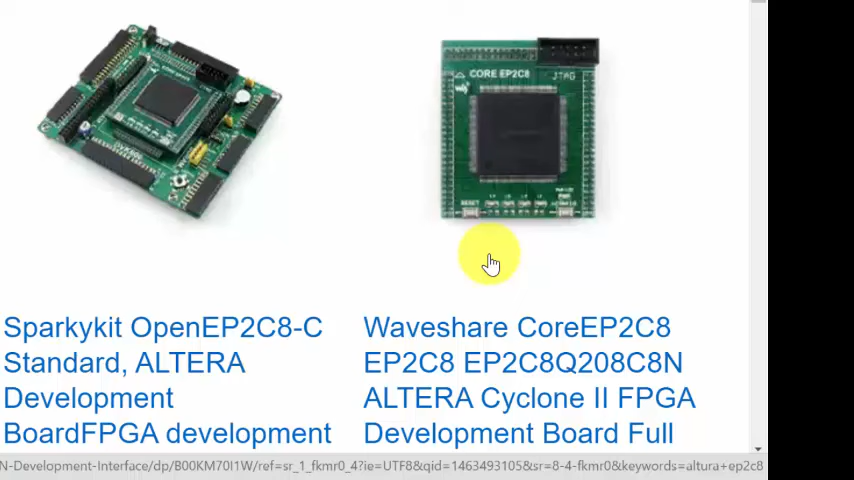 CORE EP2C8
JTAG
RESET
Sparkykit OpenEP2C8-C
Standard, ALTERA
Development
BoardFPGA development
Waveshare CoreEP2C8
EP2C8 EP2C8Q208C8N
ALTERA Cyclone II FPGA
Development Board Full
N-Development-Interface/dp/B00KM70I1W/ref=sr_1_fkmr0_4?ie=UTF8&qid=1463493105&sr=8-4-fkmr0&keywords=altura+ep2c8